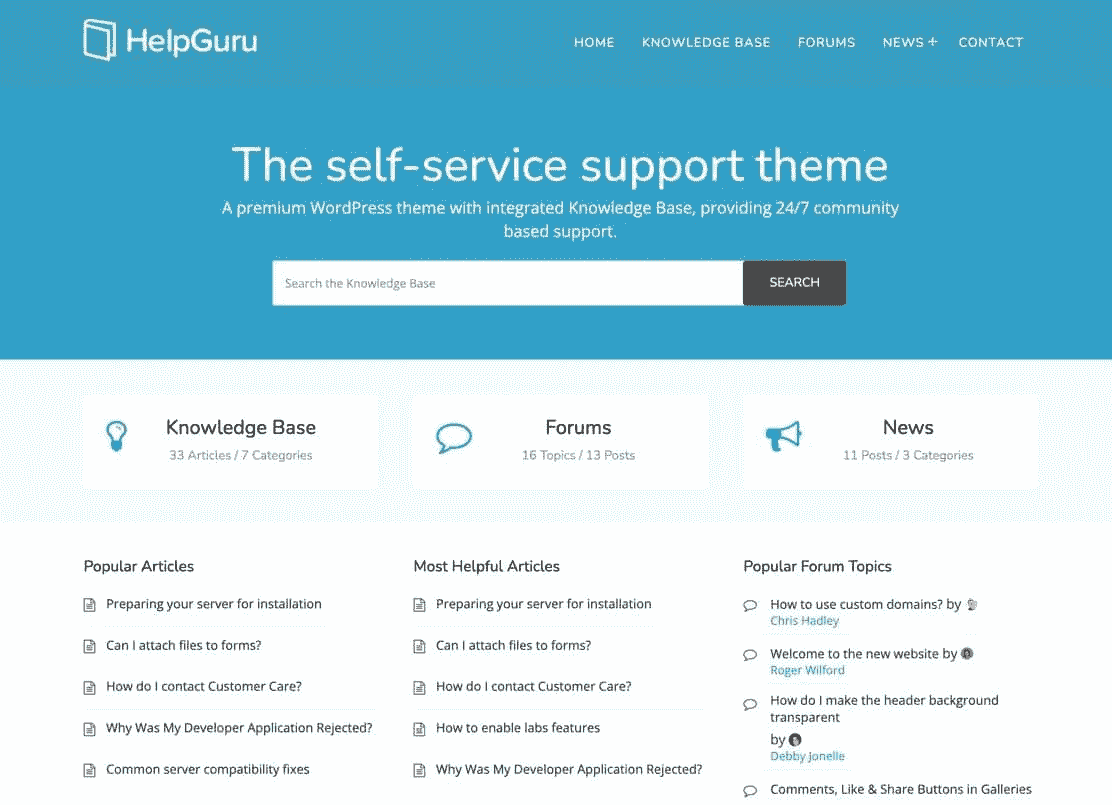 HelpGuru
HOME KNOWLEDGE BASE FORUMS NEWS + CONTACT
The self-service support theme
A premium WordPress theme with integrated Knowledge Base, providing 24/7 community
based support.
Search the Knowledge Base
SEARCH
Knowledge Base
33 Articles / 7 Categories
Forums
16 Topics / 13 Posts
News
11 Posts / 3 Categories
Popular Articles
Preparing your server for installation
Can I attach files to forms?
How do I contact Customer Care?
Why Was My Developer Application Rejected?
Common server compatibility fixes
Most Helpful Articles
Preparing your server for installation
Can I attach files to forms?
How do I contact Customer Care?
How to enable labs features
Why Was My Developer Application Rejected?
Popular Forum Topics
How to use custom domains? by
Chris Hadley
Welcome to the new website by
Roger Wilford
How do I make the header background
transparent
by
Debby Jonelle
Comments, Like & Share Buttons in Galleries